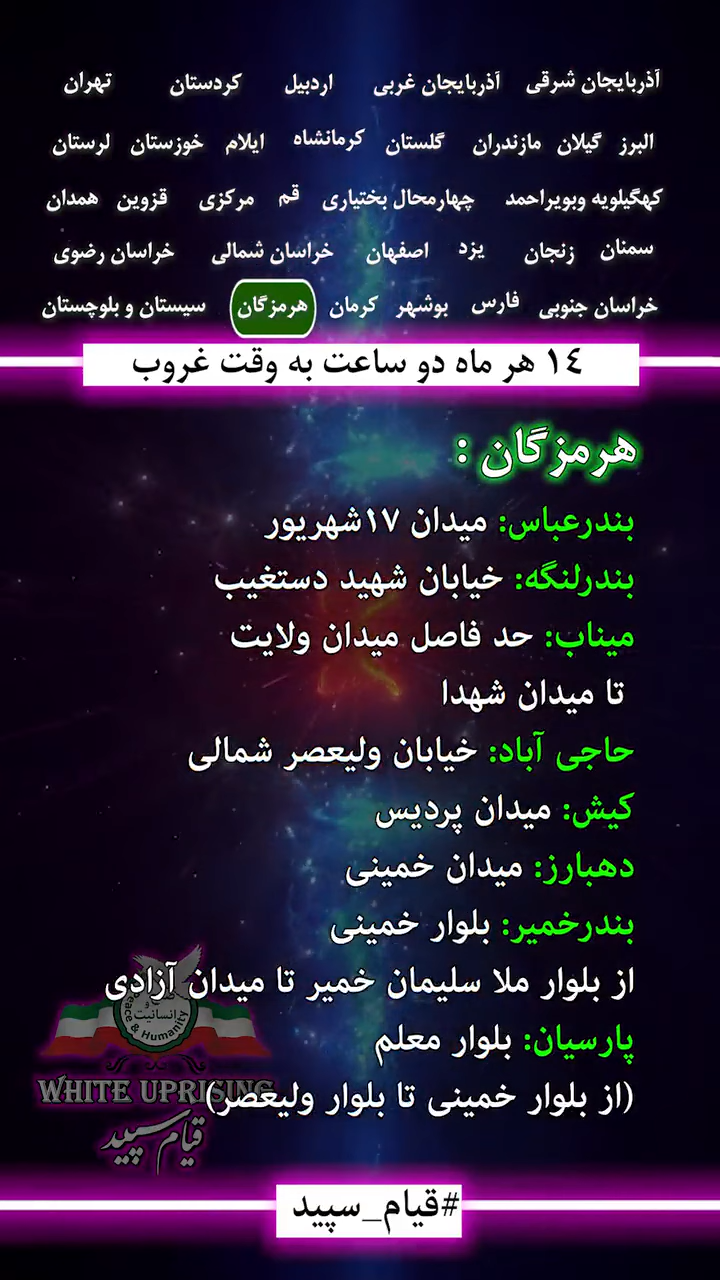 آذربایجان شرقی آذربایجان غربی اردبیل کردستان تهران
البرز گیلان مازندران گلستان کرمانشاه ایلام خوزستان لرستان
کهگیلویه وبویراحمد چهارمحال بختیاری قم مرکزی قزوین همدان
سمنان زنجان یزد اصفهان خراسان شمالی خراسان رضوی
خراسان جنوبی فارس بوشهر کرمان هرمزگان سیستان و بلوچستان
۱۴ هر ماه دو ساعت به وقت غروب
هرمزگان :
بندرعباس: میدان ۱۷شهریور
بندرلنگه: خیابان شهید دستغیب
میناب: حد فاصل میدان ولایت
تا میدان شهدا
حاجی آباد: خیابان ولیعصر شمالی
کیش: میدان پردیس
دهبارز: میدان خمینی
بندرخمیر: بلوار خمینی
از بلوار ملا سلیمان خمیر تا میدان آزادی
پارسیان: بلوار معلم
(از بلوار خمینی تا بلوار ولیعصر)
صلح و
انسانیت
Peace & Humanity
WHITE UPRISING
قیام سپید
#قیام_سپید